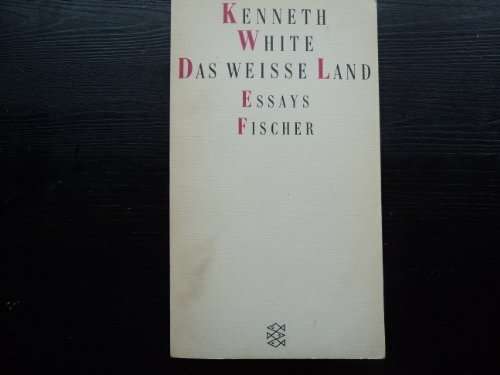 KENNETH
WHITE
DAS WEISSE LAND
ESSAYS
FISCHER